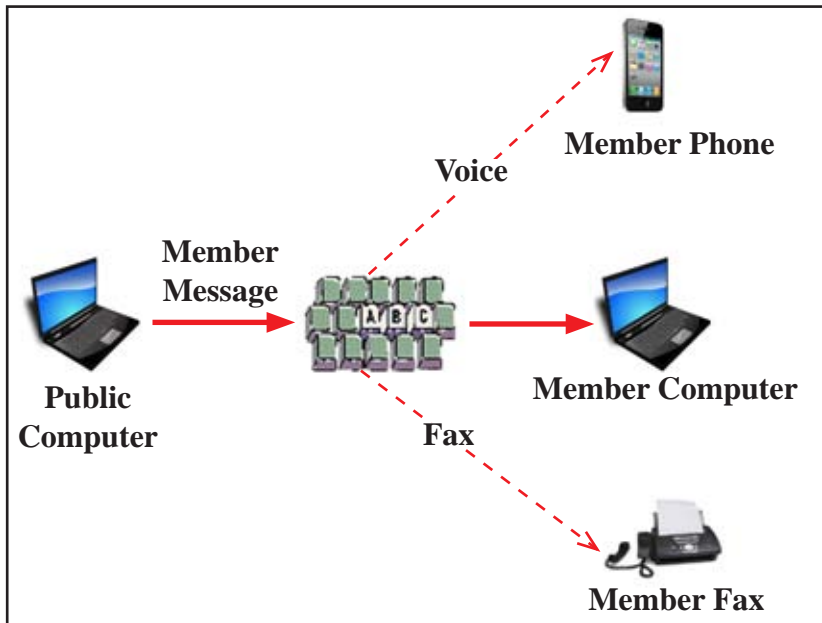 Member Phone
Voice
Member
Message
A B C
Public
Computer
Member Computer
Fax
Member Fax